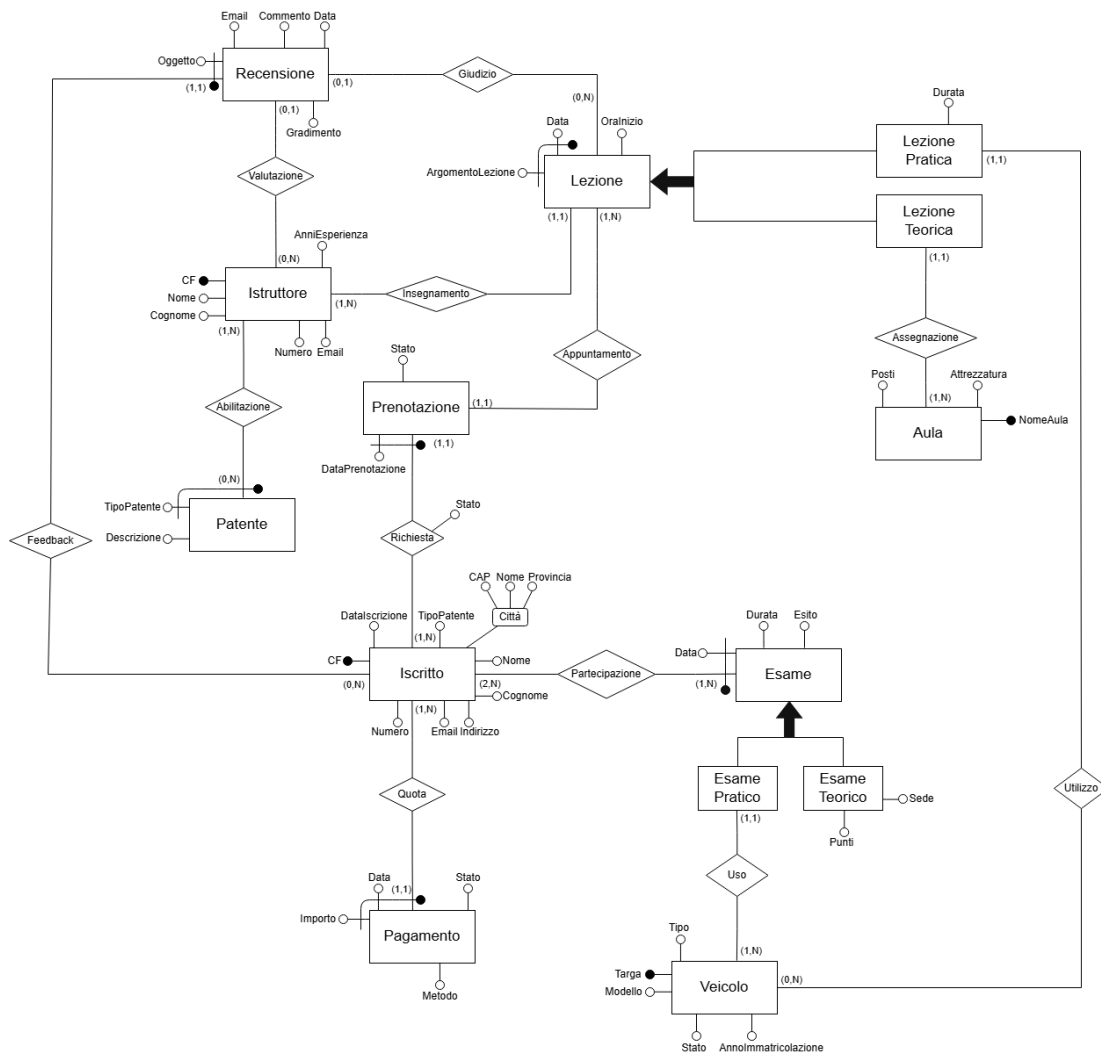 Email Commento Data
Oggetto
Recensione
(1,1)
(0,1)
(0,1)
Gradimento
Giudizio
(0,N)
Valutazione
Data OraInizio
ArgomentoLezione
Lezione
(1,1) (1,N)
Durata
Lezione
Pratica
(1,1)
Lezione
Teorica
(1,1)
AnniEsperienza
(0,N)
CF
Nome
Cognome
Istruttore
(1,N)
(1,N)
Numero Email
Insegnamento
Appuntamento
Assegnazione
Stato
Prenotazione
(1,1)
(1,1)
DataPrenotazione
Posti Attrezzatura
(1,N)
NomeAula
Aula
Abilitazione
(0,N)
TipoPatente
Descrizione
Patente
Feedback
Stato
Richiesta
CAP Nome Provincia
Città
DataIscrizione TipoPatente
(1,N)
CF
Iscritto
Nome
Cognome
(0,N)
(1,N)
(2,N)
Numero Email Indirizzo
Partecipazione
Durata Esito
Data
(1,N)
Esame
Esame
Pratico
(1,1)
Esame
Teorico
Sede
Punti
Utilizzo
Quota
Uso
Data Stato
(1,1)
Importo
Pagamento
Metodo
Tipo
(1,N)
Targa
Modello
Veicolo
(0,N)
Stato AnnoImmatricolazione